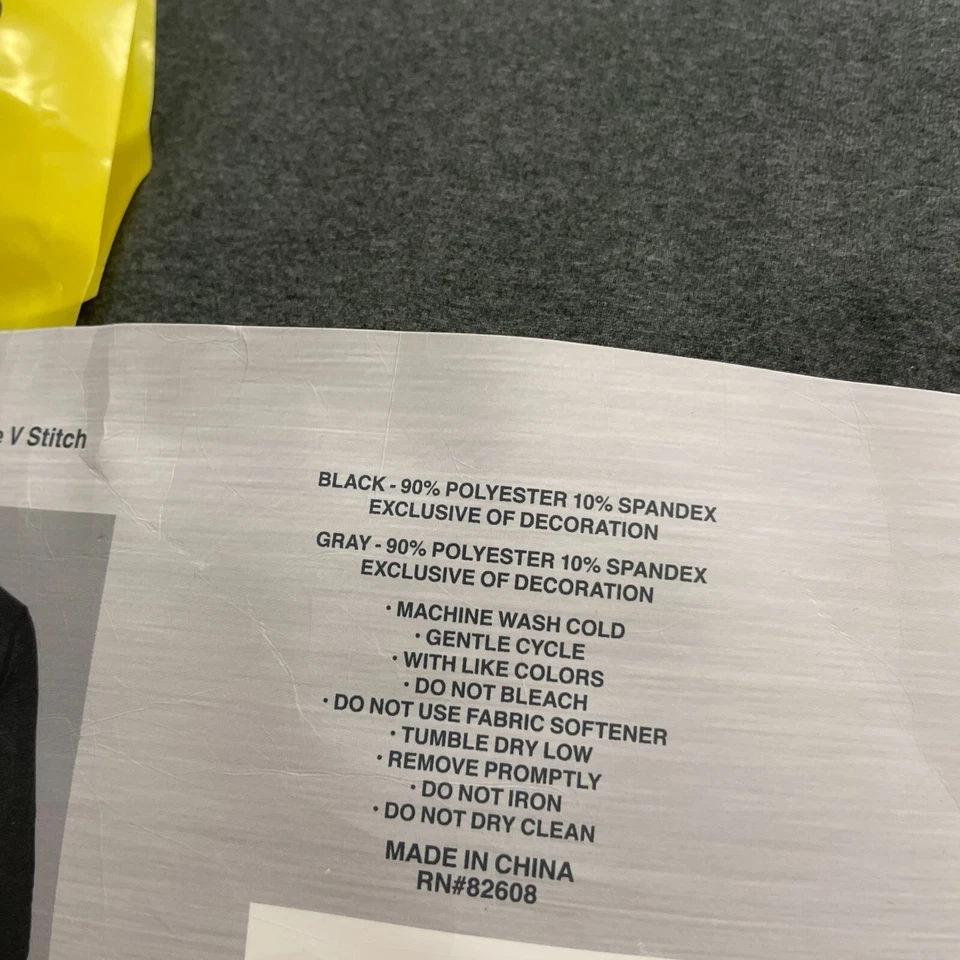 V Stitch
BLACK - 90% POLYESTER 10% SPANDEX
EXCLUSIVE OF DECORATION
GRAY - 90% POLYESTER 10% SPANDEX
EXCLUSIVE OF DECORATION
• MACHINE WASH COLD
• GENTLE CYCLE
• WITH LIKE COLORS
• DO NOT BLEACH
• DO NOT USE FABRIC SOFTENER
• TUMBLE DRY LOW
• REMOVE PROMPTLY
• DO NOT IRON
• DO NOT DRY CLEAN
MADE IN CHINA
RN#82608